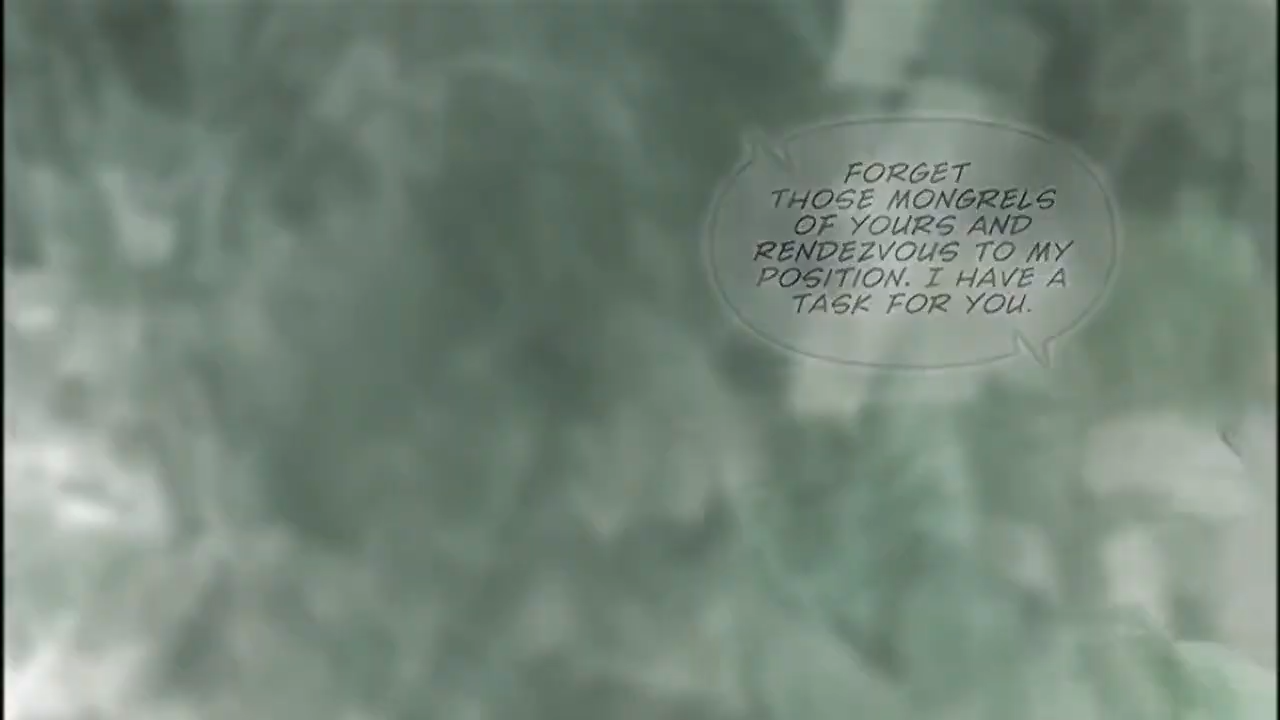 FORGET
THOSE MONGRELS
OF YOURS AND
RENDEZVOUS TO MY
POSITION. I HAVE A
TASK FOR YOU.